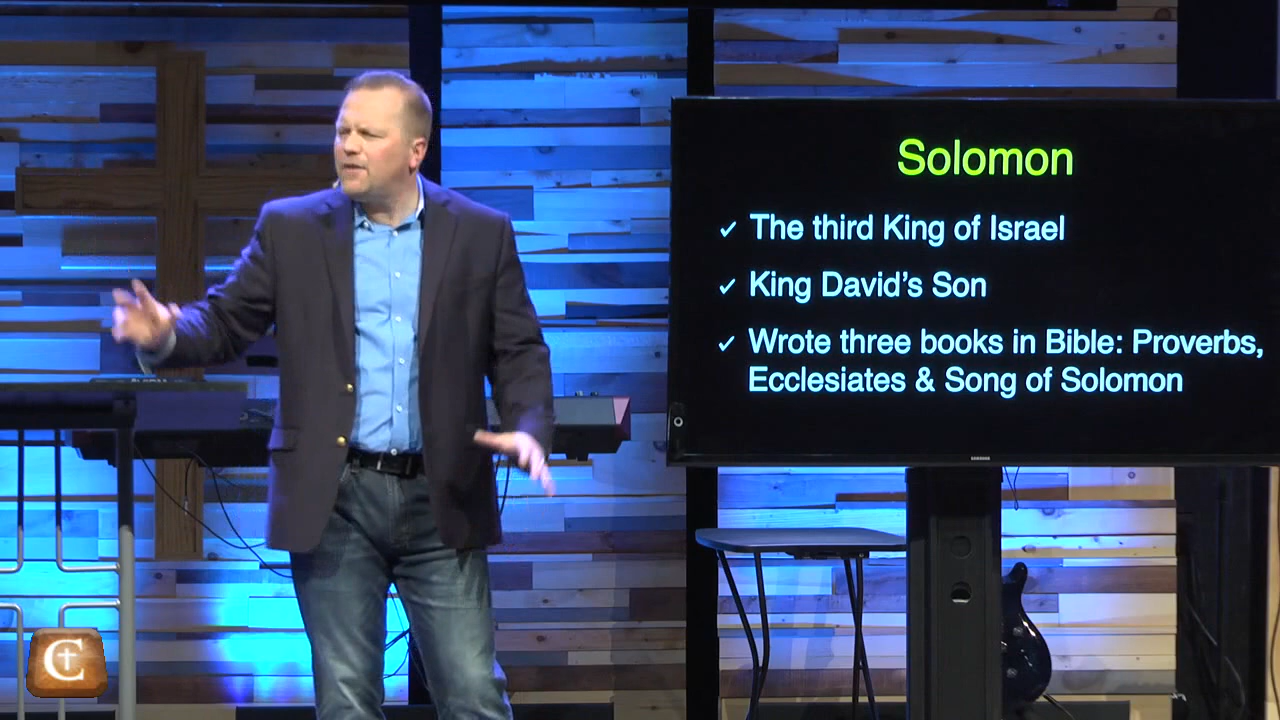 Solomon
✓ The third King of Israel
✓ King David's Son
✓ Wrote three books in Bible: Proverbs,
Ecclesiates & Song of Solomon
SAMSUNG
C